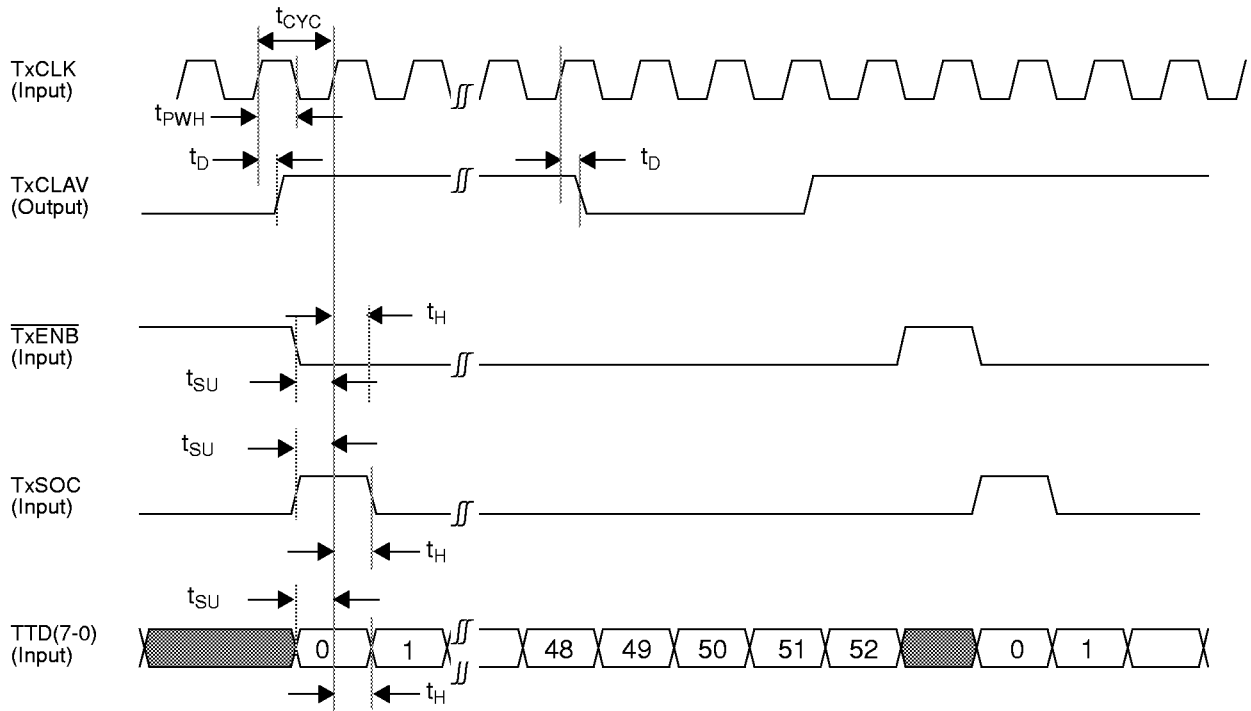 tCYC
TxCLK
(Input)
tPWH
tD
tD
TxCLAV
(Output)
tH
TxENB
(Input)
tSU
tSU
TxSOC
(Input)
tH
tSU
TTD(7-0)
(Input)
0 1 48 49 50 51 52 0 1
tH